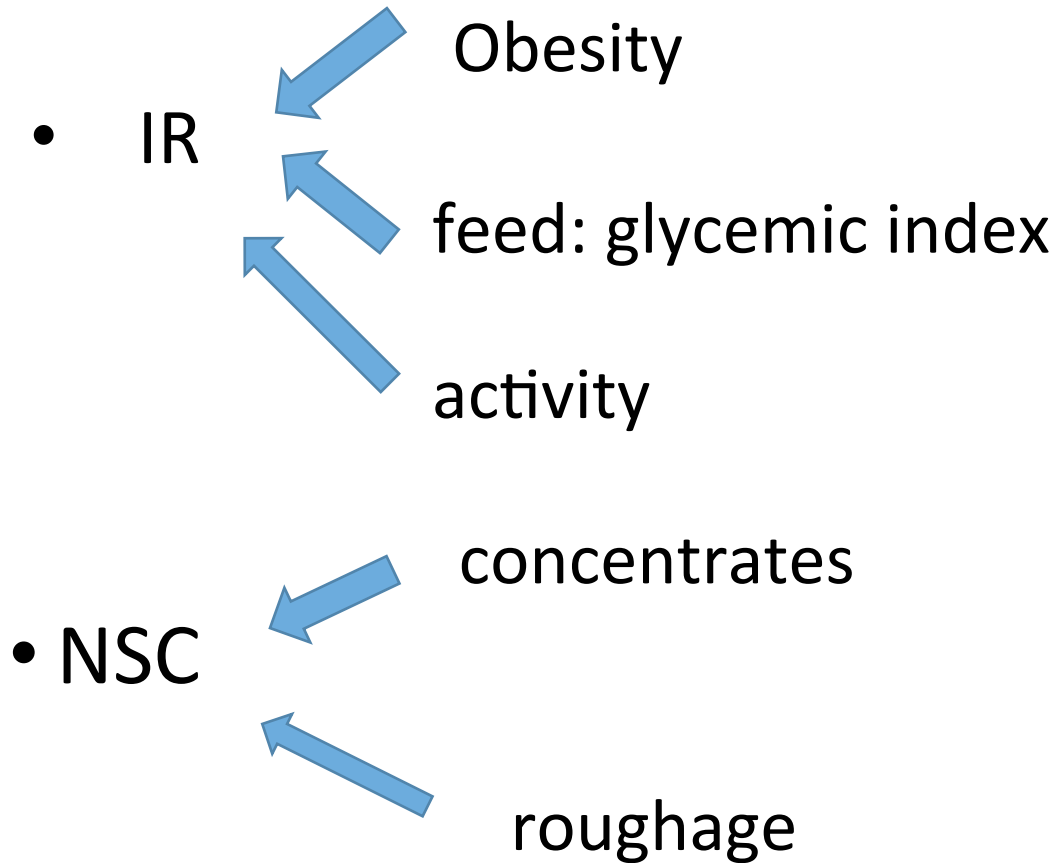 Obesity
• IR
feed: glycemic index
activity
concentrates
• NSC
roughage